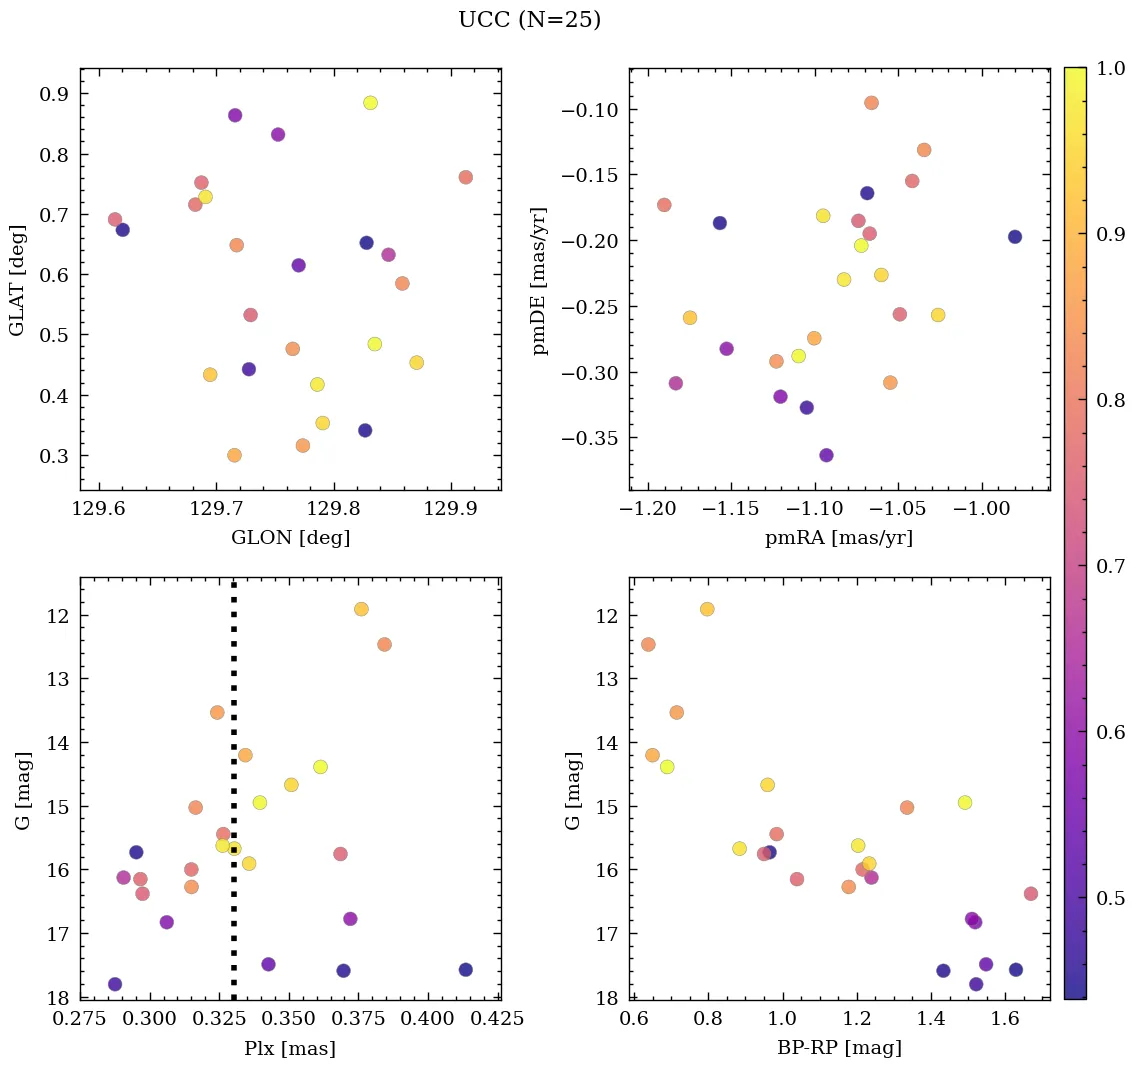 UCC (N=25)
0.9
0.8
0.7
0.6
0.5
0.4
0.3
GLAT [deg]
129.6 129.7 129.8 129.9
GLON [deg]
−0.10
−0.15
−0.20
−0.25
−0.30
−0.35
pmDE [mas/yr]
−1.20 −1.15 −1.10 −1.05 −1.00
pmRA [mas/yr]
12
13
14
15
16
17
18
G [mag]
0.275 0.300 0.325 0.350 0.375 0.400 0.425
Plx [mas]
12
13
14
15
16
17
18
G [mag]
0.6 0.8 1.0 1.2 1.4 1.6
BP-RP [mag]
1.0
0.9
0.8
0.7
0.6
0.5